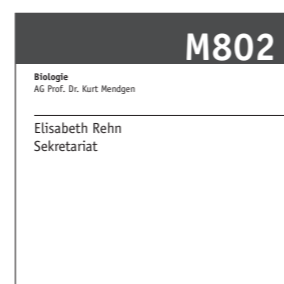 M802
Biologie
AG Prof. Dr. Kurt Mendgen
Elisabeth Rehn
Sekretariat